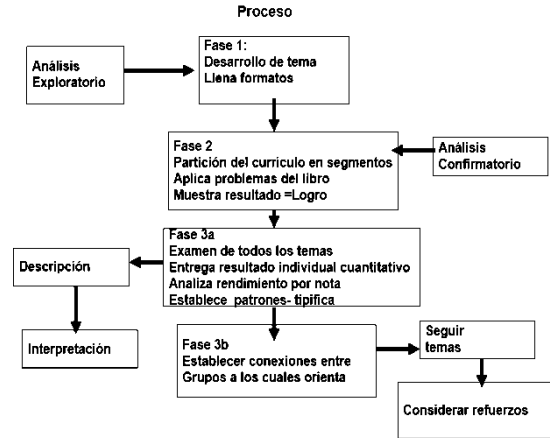 Proceso
Fase 1:
Desarrollo de tema
Llena formatos
Análisis
Exploratorio
Fase 2
Partición del curriculo en segmentos
Aplica problemas del libro
Muestra resultado =Logro
Análisis
Confirmatorio
Fase 3a
Examen de todos los temas
Entrega resultado individual cuantitativo
Analiza rendimiento por nota
Establece patrones- tipifica
Descripción
Interpretación
Fase 3b
Establecer conexiones entre
Grupos a los cuales orienta
Seguir
temas
Considerar refuerzos